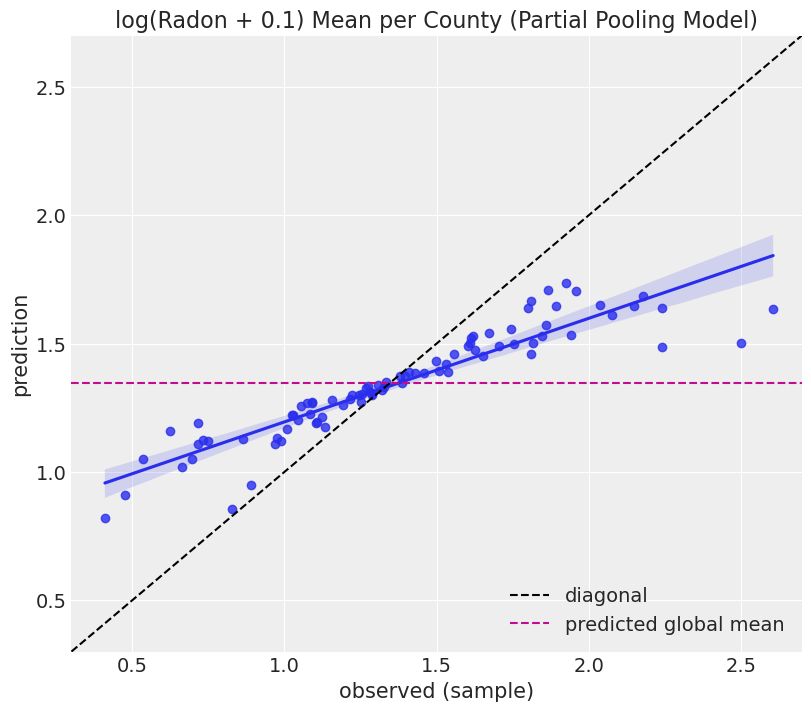 log(Radon + 0.1) Mean per County (Partial Pooling Model)
2.5
2.0
1.5
1.0
0.5
prediction
diagonal
predicted global mean
0.5 1.0 1.5 2.0 2.5
observed (sample)